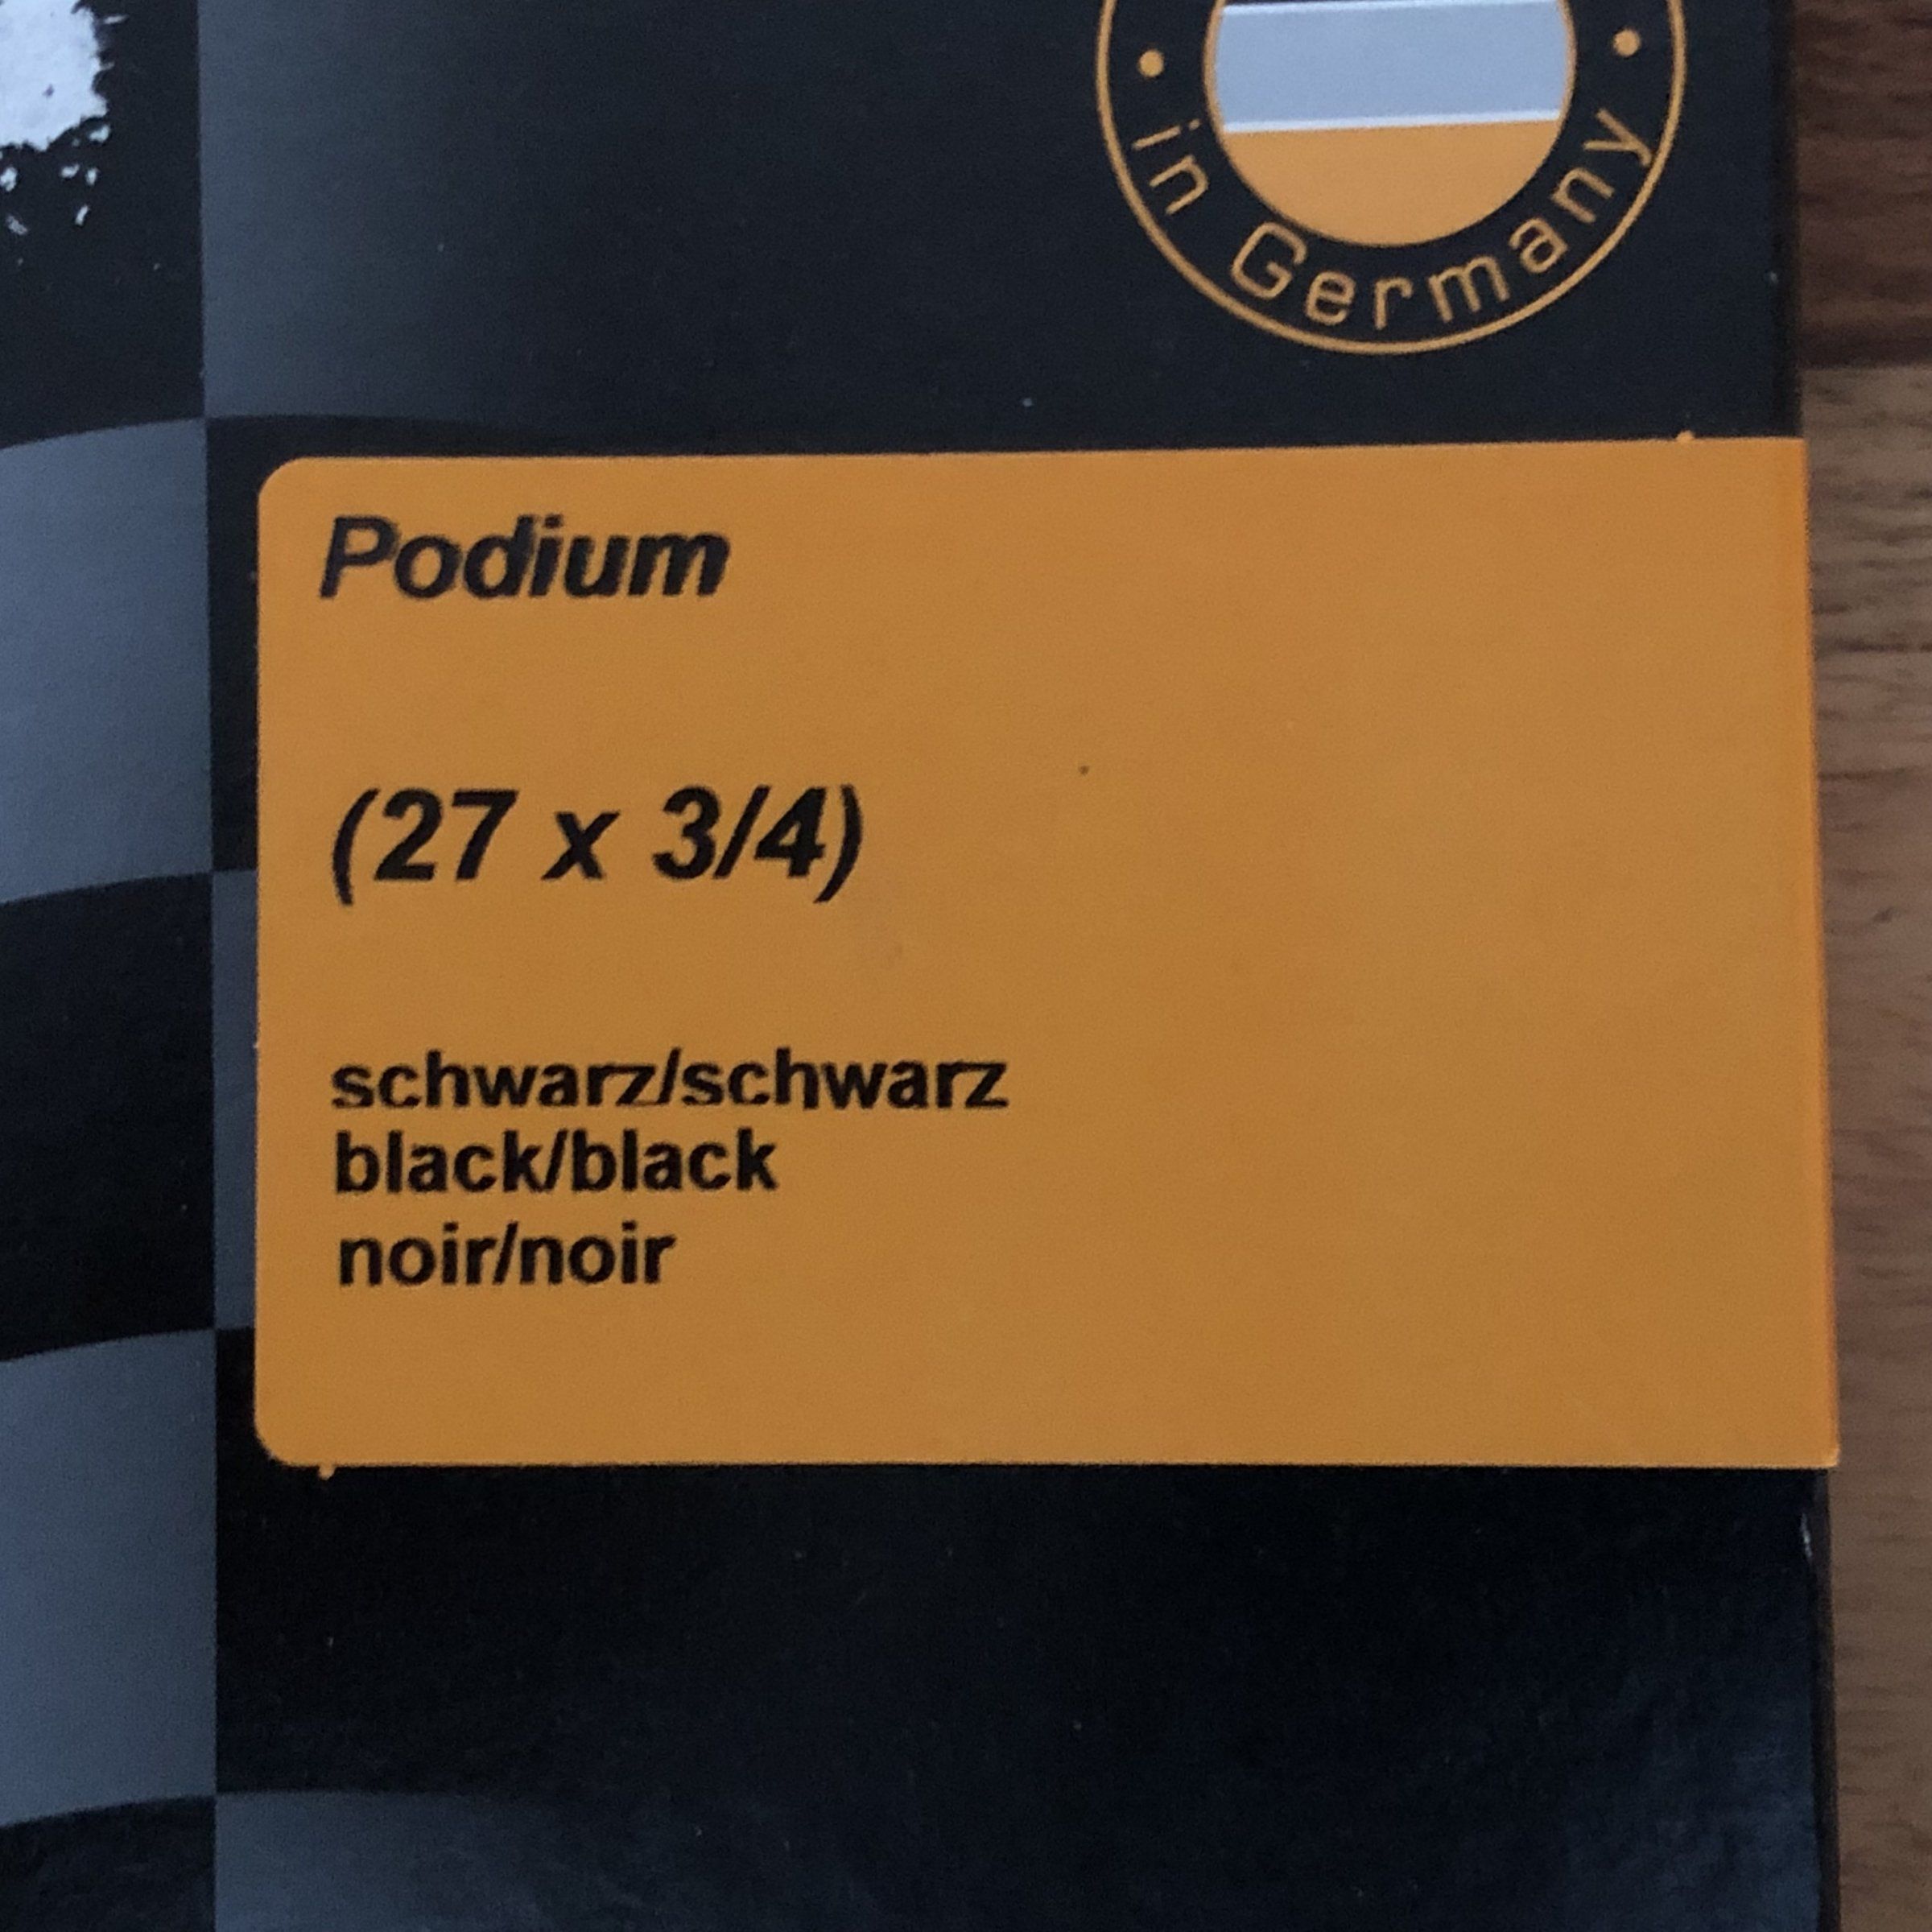 in Germany
Podium
(27 x 3/4)
schwarz/schwarz
black/black
noir/noir